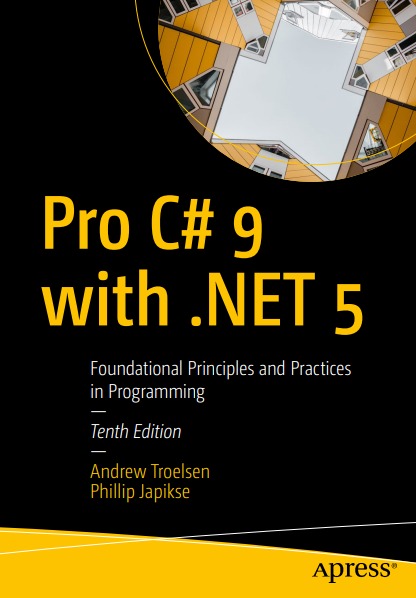 Pro C# 9
with .NET 5
Foundational Principles and Practices
in Programming
—
Tenth Edition
—
Andrew Troelsen
Phillip Japikse
Apress®